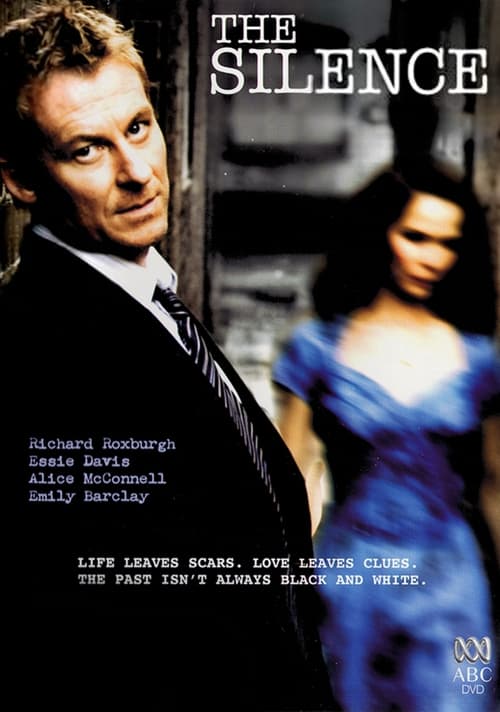 THE
SILENCE
Richard Roxburgh
Essie Davis
Alice McConnell
Emily Barclay
LIFE LEAVES SCARS. LOVE LEAVES CLUES.
THE PAST ISN'T ALWAYS BLACK AND WHITE.
ABC
DVD